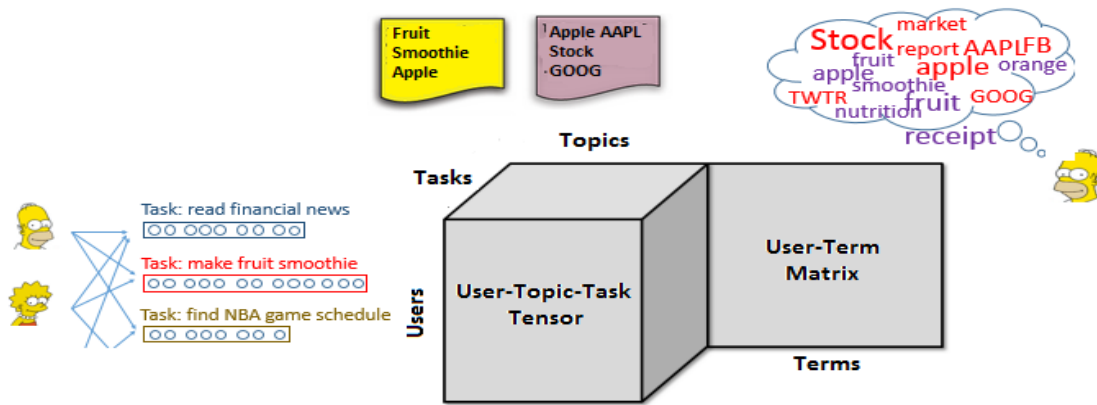 Fruit
Smoothie
Apple
Apple AAPL
Stock
GOOG
market
Stock report AAPL FB
fruit
apple apple orange
smoothie
TWTR fruit GOOG
nutrition
receipt
Topics
Tasks
Users
User-Topic-Task
Tensor
User-Term
Matrix
Terms
Task: read financial news
Task: make fruit smoothie
Task: find NBA game schedule